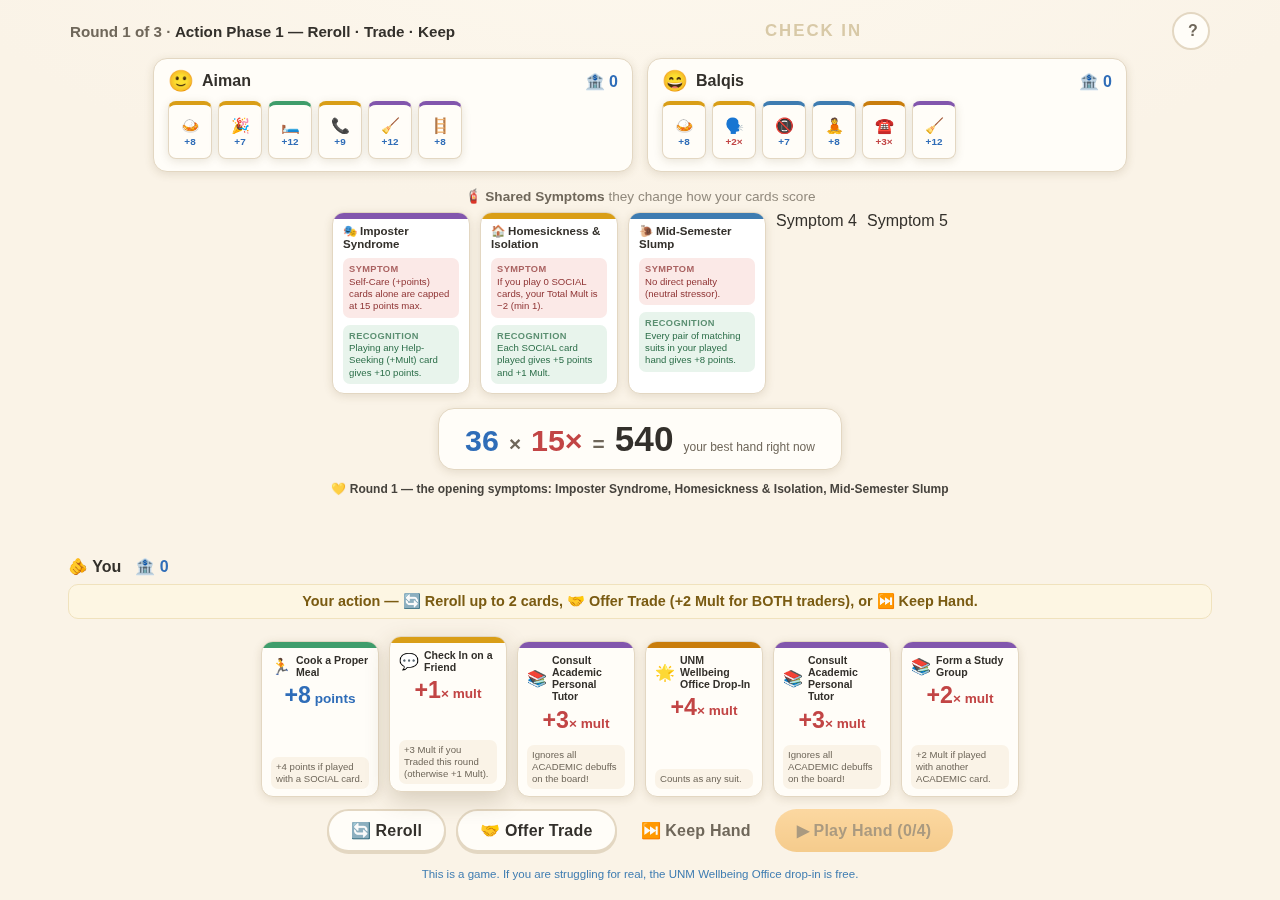 Round 1 of 3 · Action Phase 1 — Reroll · Trade · Keep
CHECK IN
?
Aiman
0
+8
+7
+12
+9
+12
+8
Balqis
0
+8
+2×
+7
+8
+3×
+12
Shared Symptoms they change how your cards score
Imposter
Syndrome
SYMPTOM
Self-Care (+points)
cards alone are capped
at 15 points max.
RECOGNITION
Playing any Help-
Seeking (+Mult) card
gives +10 points.
Homesickness &
Isolation
SYMPTOM
If you play 0 SOCIAL
cards, your Total Mult is
−2 (min 1).
RECOGNITION
Each SOCIAL card
played gives +5 points
and +1 Mult.
Mid-Semester
Slump
SYMPTOM
No direct penalty
(neutral stressor).
RECOGNITION
Every pair of matching
suits in your played
hand gives +8 points.
Symptom 4
Symptom 5
36 × 15× = 540 your best hand right now
Round 1 — the opening symptoms: Imposter Syndrome, Homesickness & Isolation, Mid-Semester Slump
You 0
Your action — Reroll up to 2 cards, Offer Trade (+2 Mult for BOTH traders), or Keep Hand.
Cook a Proper
Meal
+8 points
+4 points if played
with a SOCIAL card.
Check In on a
Friend
+1× mult
+3 Mult if you
Traded this round
(otherwise +1 Mult).
Consult
Academic
Personal
Tutor
+3× mult
Ignores all
ACADEMIC debuffs
on the board!
UNM
Wellbeing
Office Drop-In
+4× mult
Counts as any suit.
Consult
Academic
Personal
Tutor
+3× mult
Ignores all
ACADEMIC debuffs
on the board!
Form a Study
Group
+2× mult
+2 Mult if played
with another
ACADEMIC card.
Reroll
Offer Trade
Keep Hand
▶ Play Hand (0/4)
This is a game. If you are struggling for real, the UNM Wellbeing Office drop-in is free.